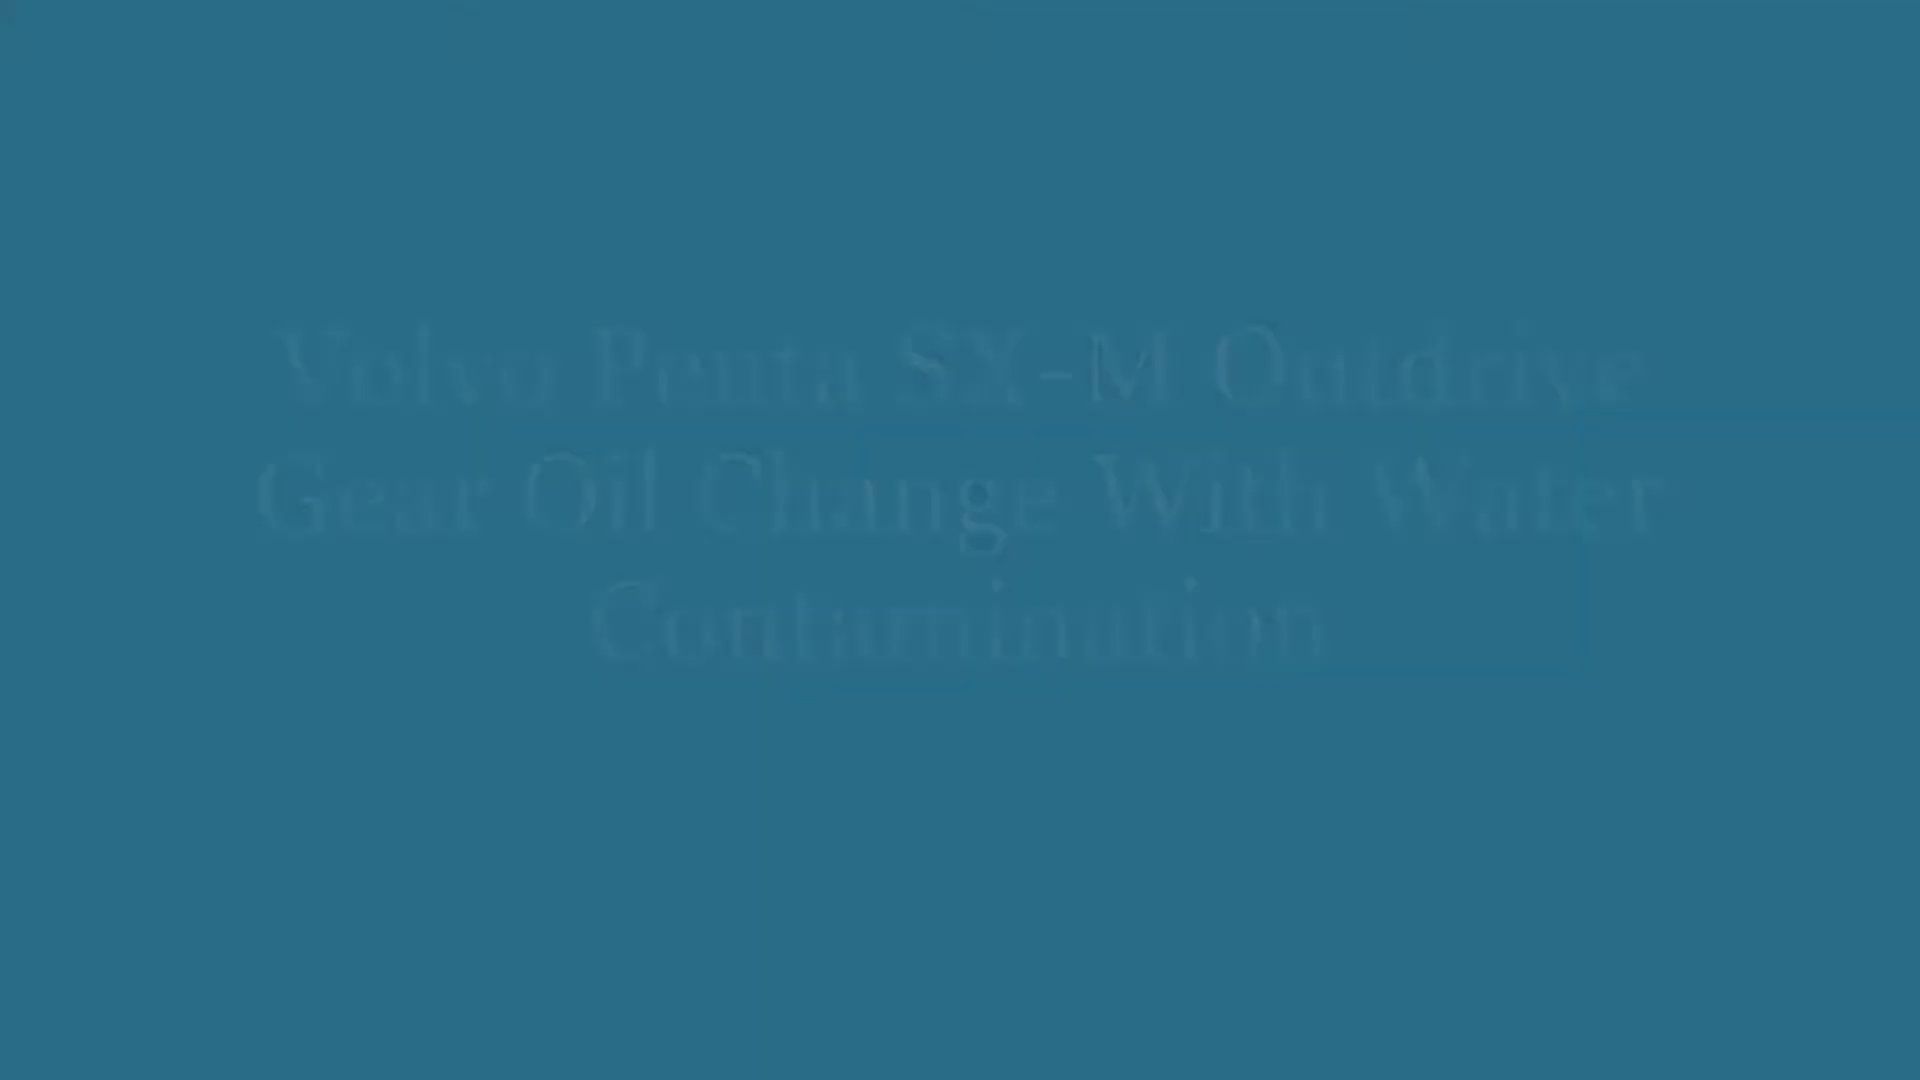 Volvo Penta SX-M Outdrive
Gear Oil Change With Water
Contamination